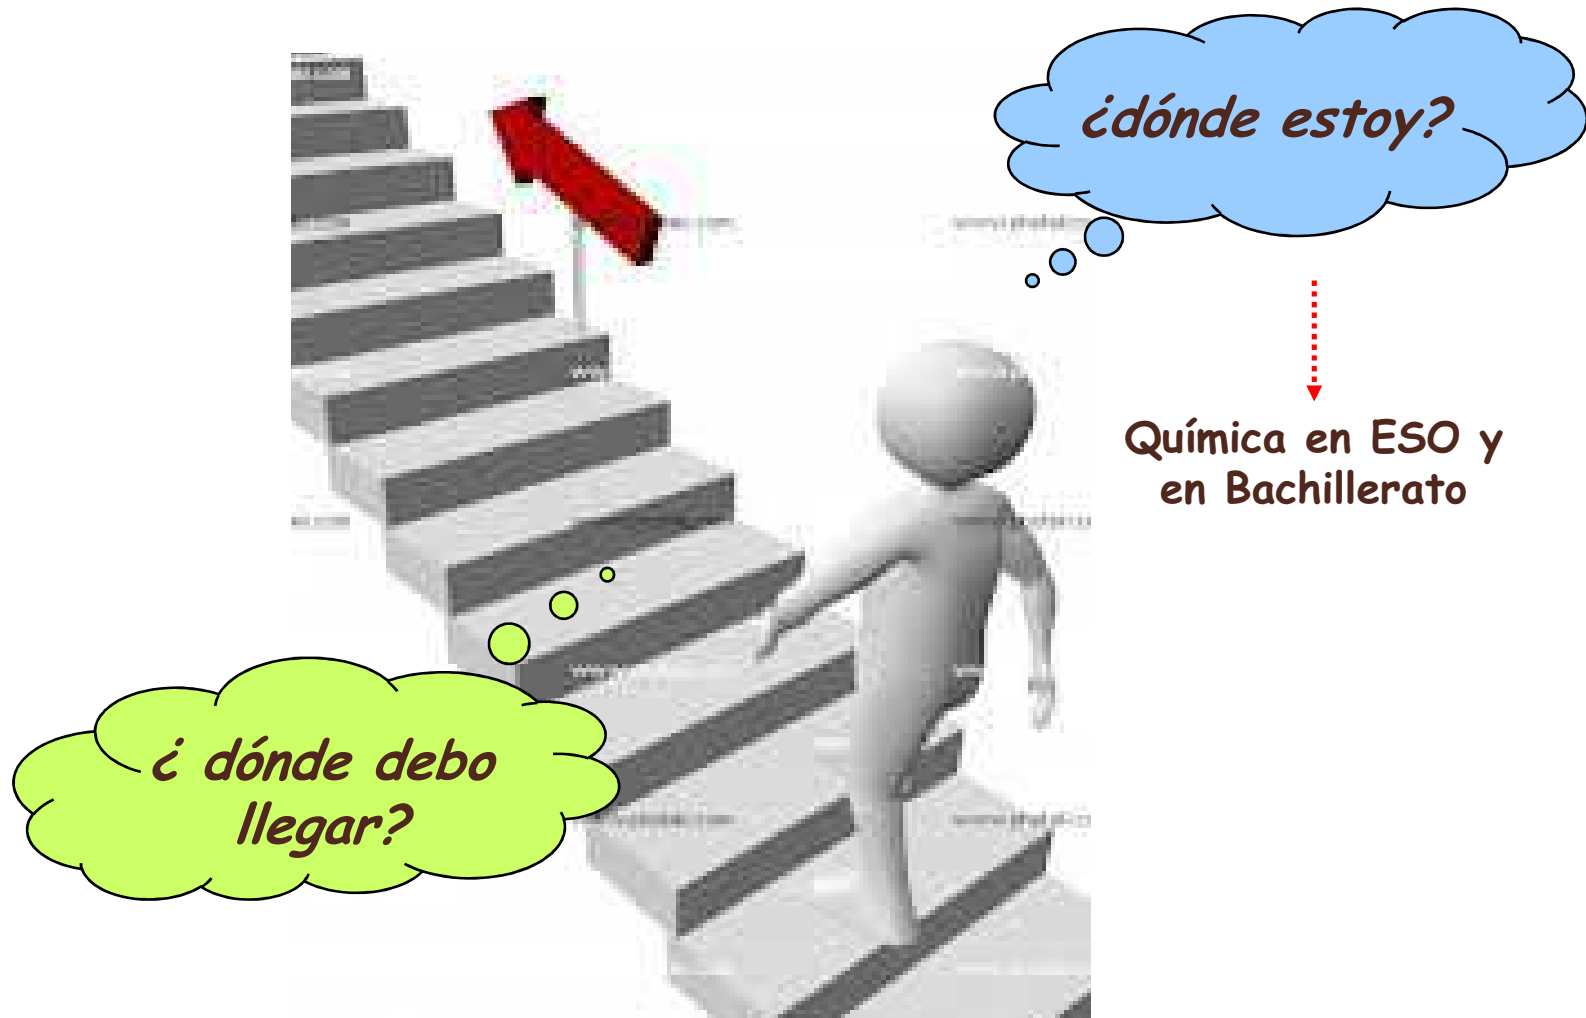 ¿dónde estoy?
Química en ESO y
en Bachillerato
¿ dónde debo
llegar?